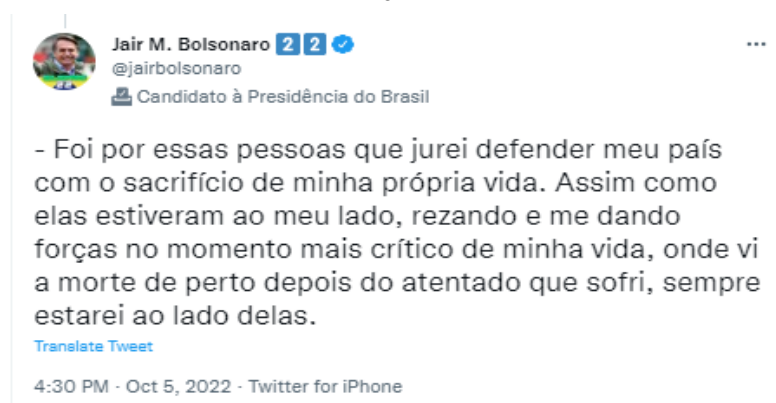 Jair M. Bolsonaro 2 2
@jairbolsonaro
Candidato à Presidência do Brasil
- Foi por essas pessoas que jurei defender meu país
com o sacrifício de minha própria vida. Assim como
elas estiveram ao meu lado, rezando e me dando
forças no momento mais crítico de minha vida, onde vi
a morte de perto depois do atentado que sofri, sempre
estarei ao lado delas.
Translate Tweet
4:30 PM · Oct 5, 2022 · Twitter for iPhone